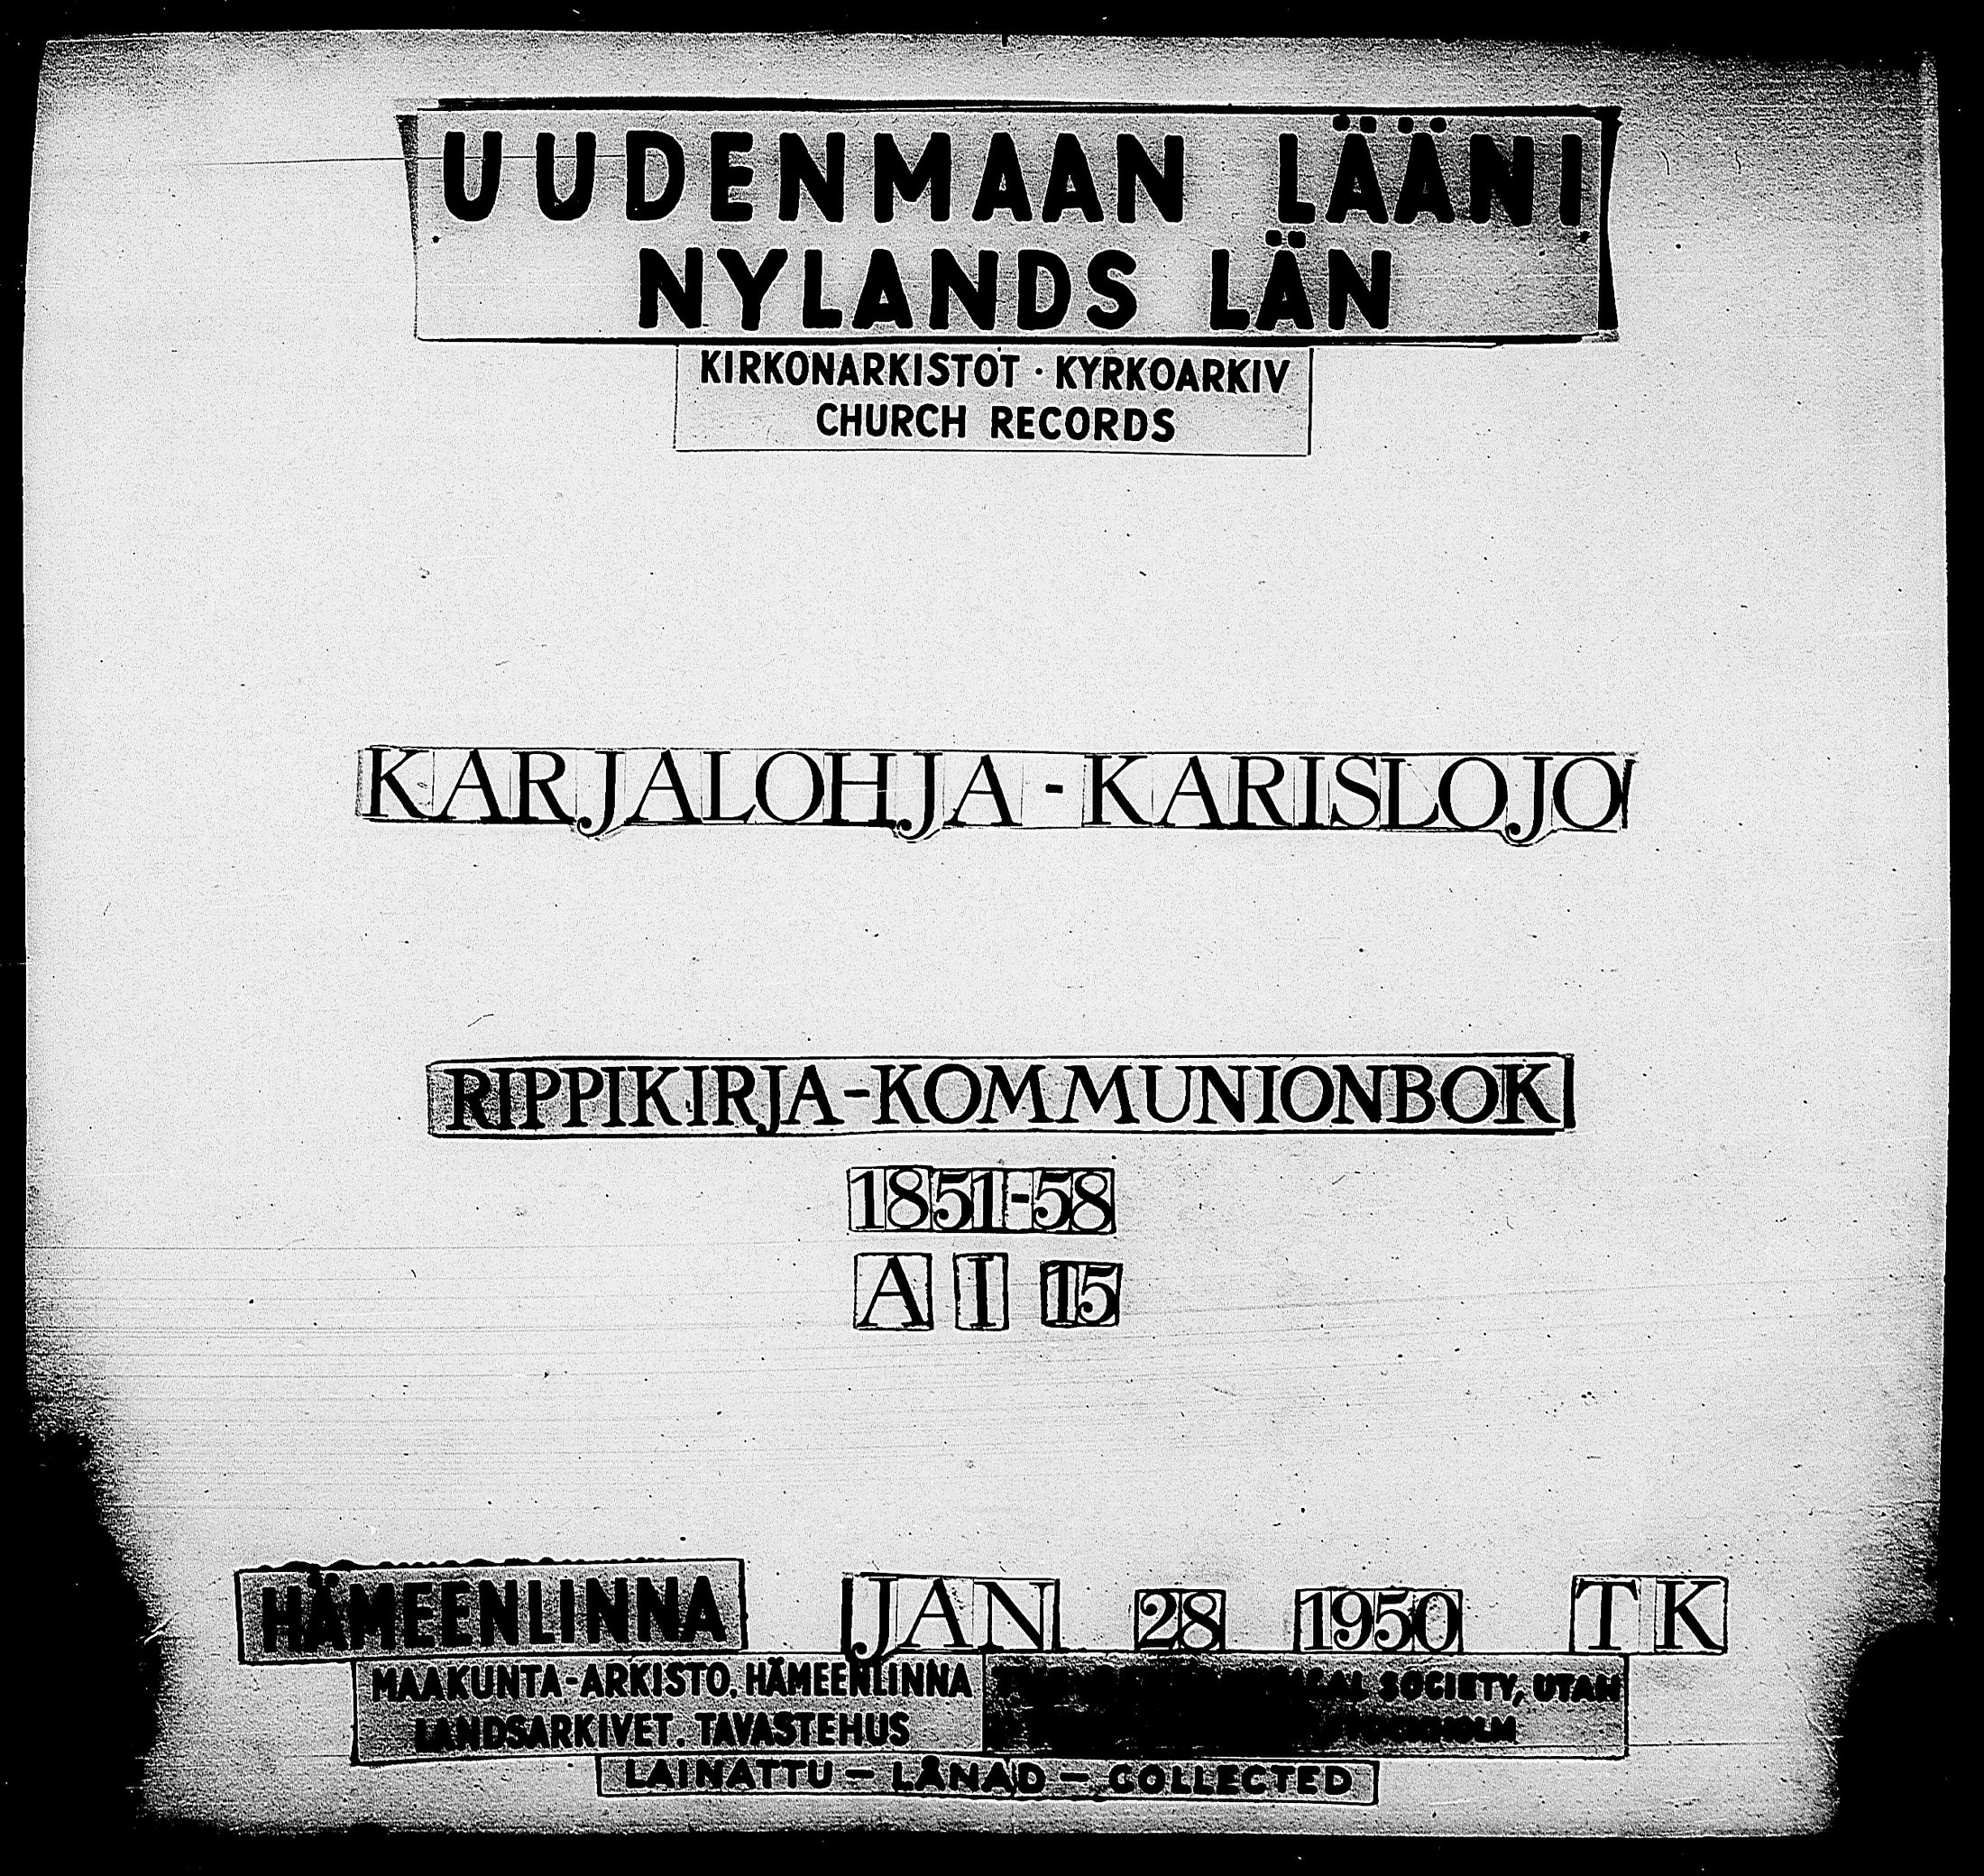 UUDENMAAN LÄÄNI
NYLANDS LÄN
KIRKONARKISTOT · KYRKOARKIV
CHURCH RECORDS
KARJALOHJA - KARISLOJO
RIPPIKIRJA-KOMMUNIONBOK
1851-58
A I 15
HÄMEENLINNA JAN 28 1950 TK
MAAKUNTA-ARKISTO, HÄMEENLINNA SOCIETY, UTAH
LANDSARKIVET. TAVASTEHUS
LAINATTU - LÅNAD - COLLECTED